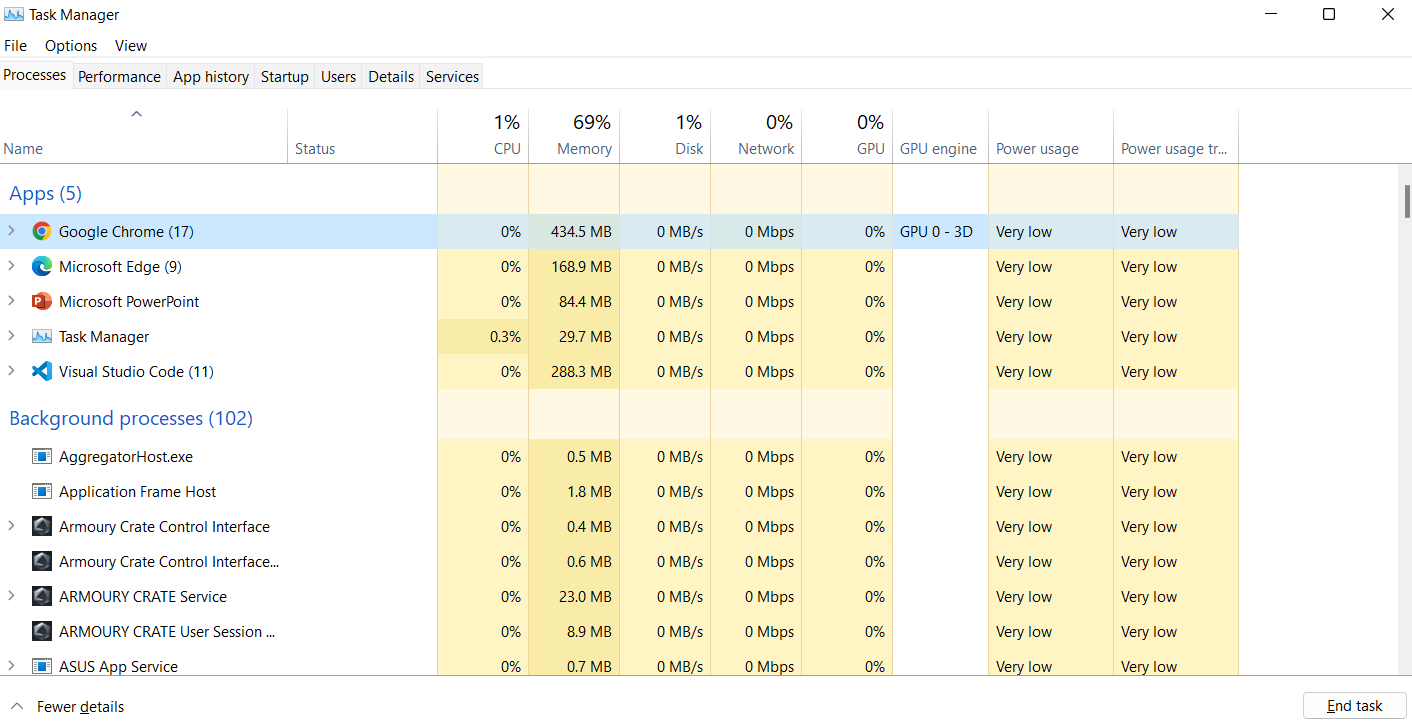 Task Manager
File Options View
Processes Performance App history Startup Users Details Services
1% 69% 1% 0% 0%
Name Status CPU Memory Disk Network GPU GPU engine Power usage Power usage tr...
Apps (5)
Google Chrome (17) 0% 434.5 MB 0 MB/s 0 Mbps 0% GPU 0 - 3D Very low Very low
Microsoft Edge (9) 0% 168.9 MB 0 MB/s 0 Mbps 0% Very low Very low
Microsoft PowerPoint 0% 84.4 MB 0 MB/s 0 Mbps 0% Very low Very low
Task Manager 0.3% 29.7 MB 0 MB/s 0 Mbps 0% Very low Very low
Visual Studio Code (11) 0% 288.3 MB 0 MB/s 0 Mbps 0% Very low Very low
Background processes (102)
AggregatorHost.exe 0% 0.5 MB 0 MB/s 0 Mbps 0% Very low Very low
Application Frame Host 0% 1.8 MB 0 MB/s 0 Mbps 0% Very low Very low
Armoury Crate Control Interface 0% 0.4 MB 0 MB/s 0 Mbps 0% Very low Very low
Armoury Crate Control Interface... 0% 0.6 MB 0 MB/s 0 Mbps 0% Very low Very low
ARMOURY CRATE Service 0% 23.0 MB 0 MB/s 0 Mbps 0% Very low Very low
ARMOURY CRATE User Session ... 0% 8.9 MB 0 MB/s 0 Mbps 0% Very low Very low
ASUS App Service 0% 0.7 MB 0 MB/s 0 Mbps 0% Very low Very low
Fewer details End task